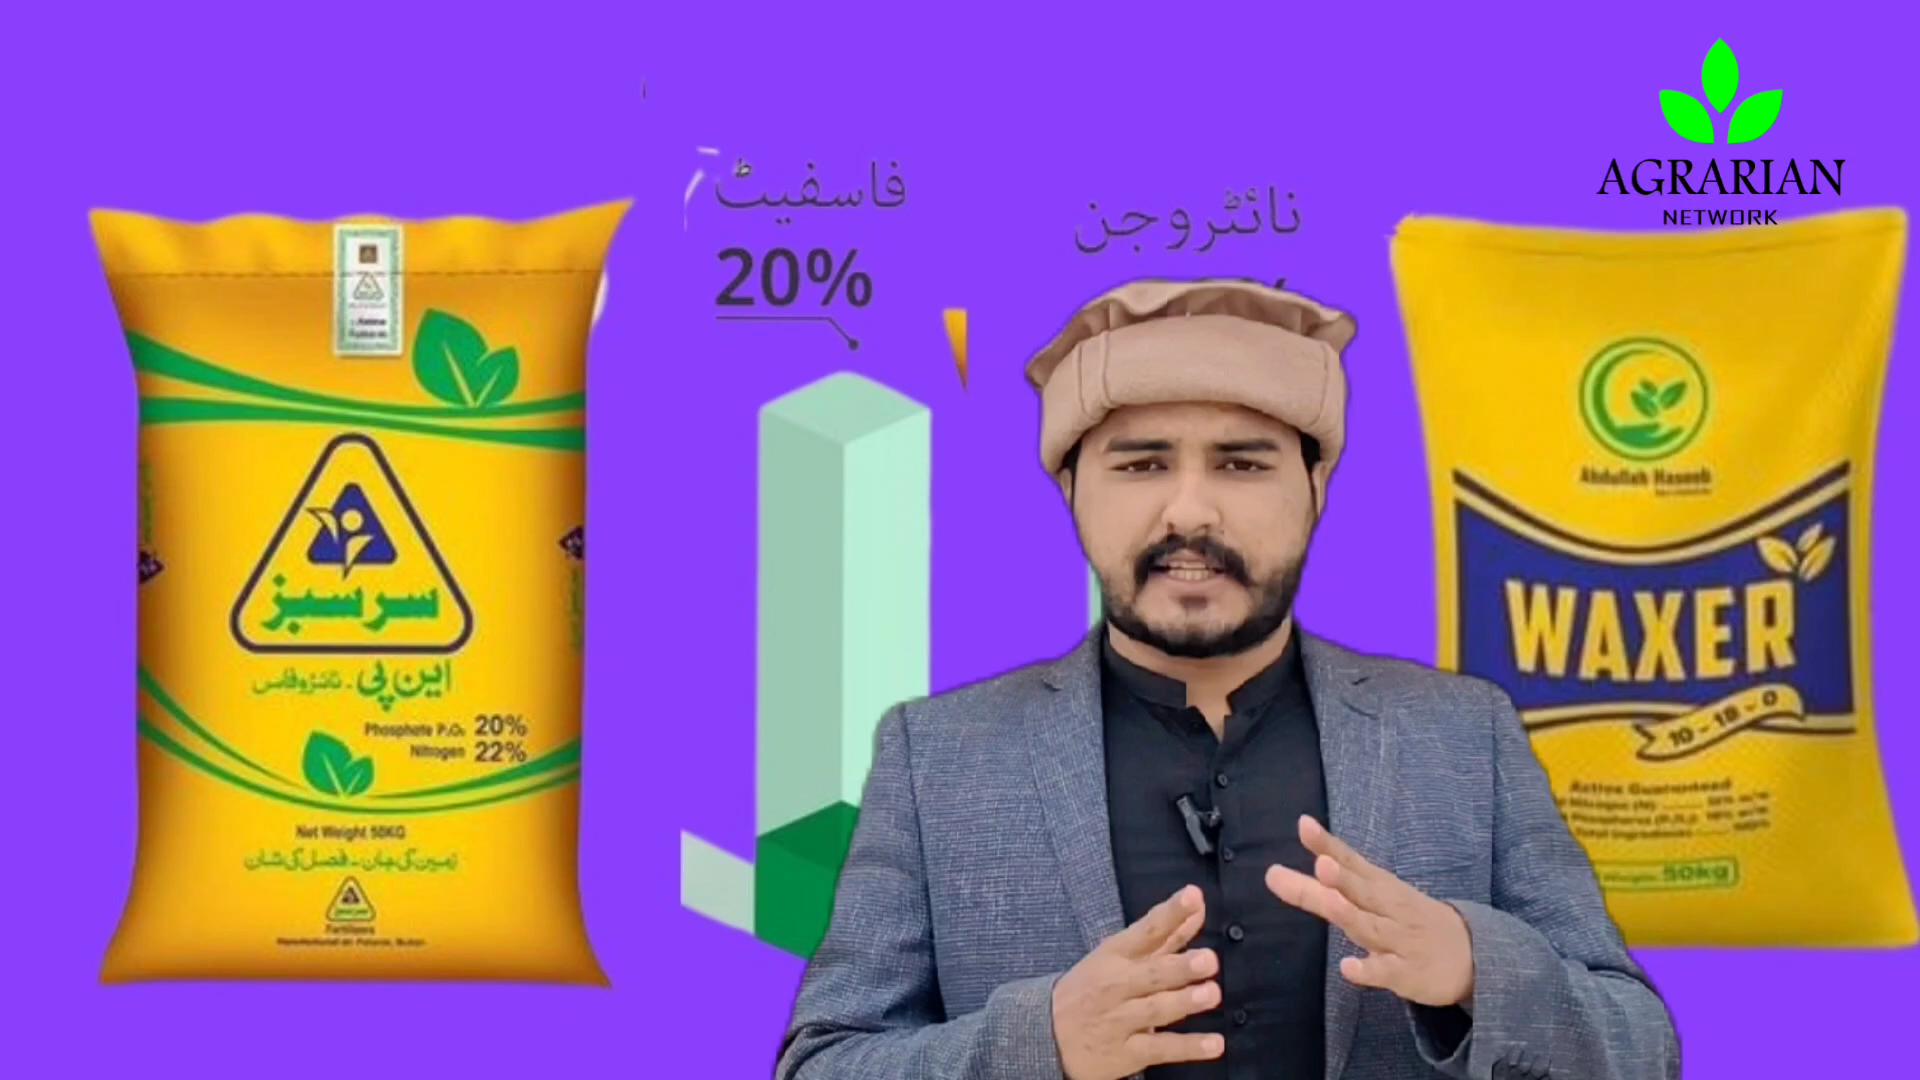 AGRARIAN
NETWORK
فاسفیٹ
20%
نائٹروجن
سرسبز
این پی - نائٹروفاس
Phosphate P₂O₅ 20%
Nitrogen 22%
Net Weight 50KG
زمین کی جان - فصل کی شان
Fertilizers
Abdullah Haseeb
WAXER
10 - 18 - 0
Active Guaranteed
50kg